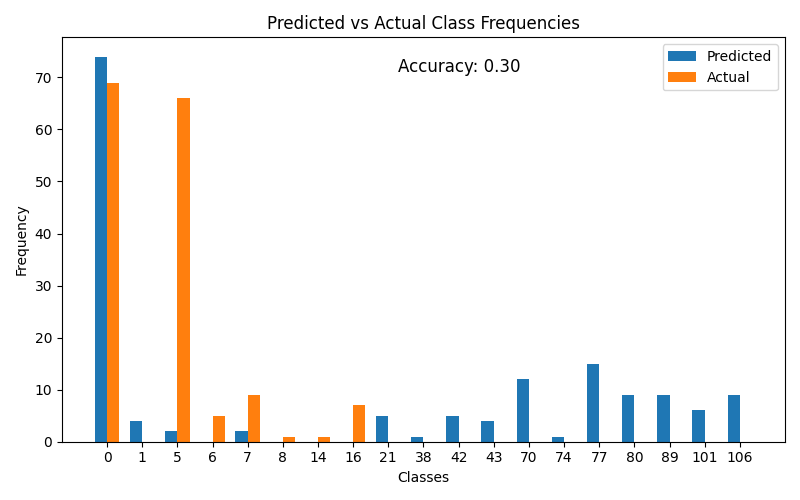 Predicted vs Actual Class Frequencies
Accuracy: 0.30
Predicted
Actual
Frequency
70
60
50
40
30
20
10
0
0 1 5 6 7 8 14 16 21 38 42 43 70 74 77 80 89 101 106
Classes